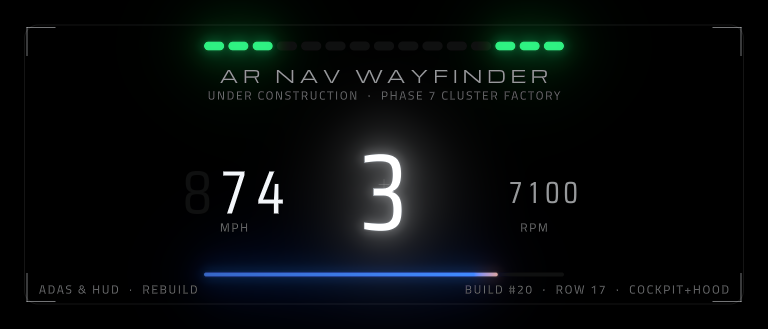 AR NAV WAYFINDER
UNDER CONSTRUCTION · PHASE 7 CLUSTER FACTORY
74
MPH
3
7100
RPM
ADAS & HUD · REBUILD
BUILD #20 · ROW 17 · COCKPIT+HOOD